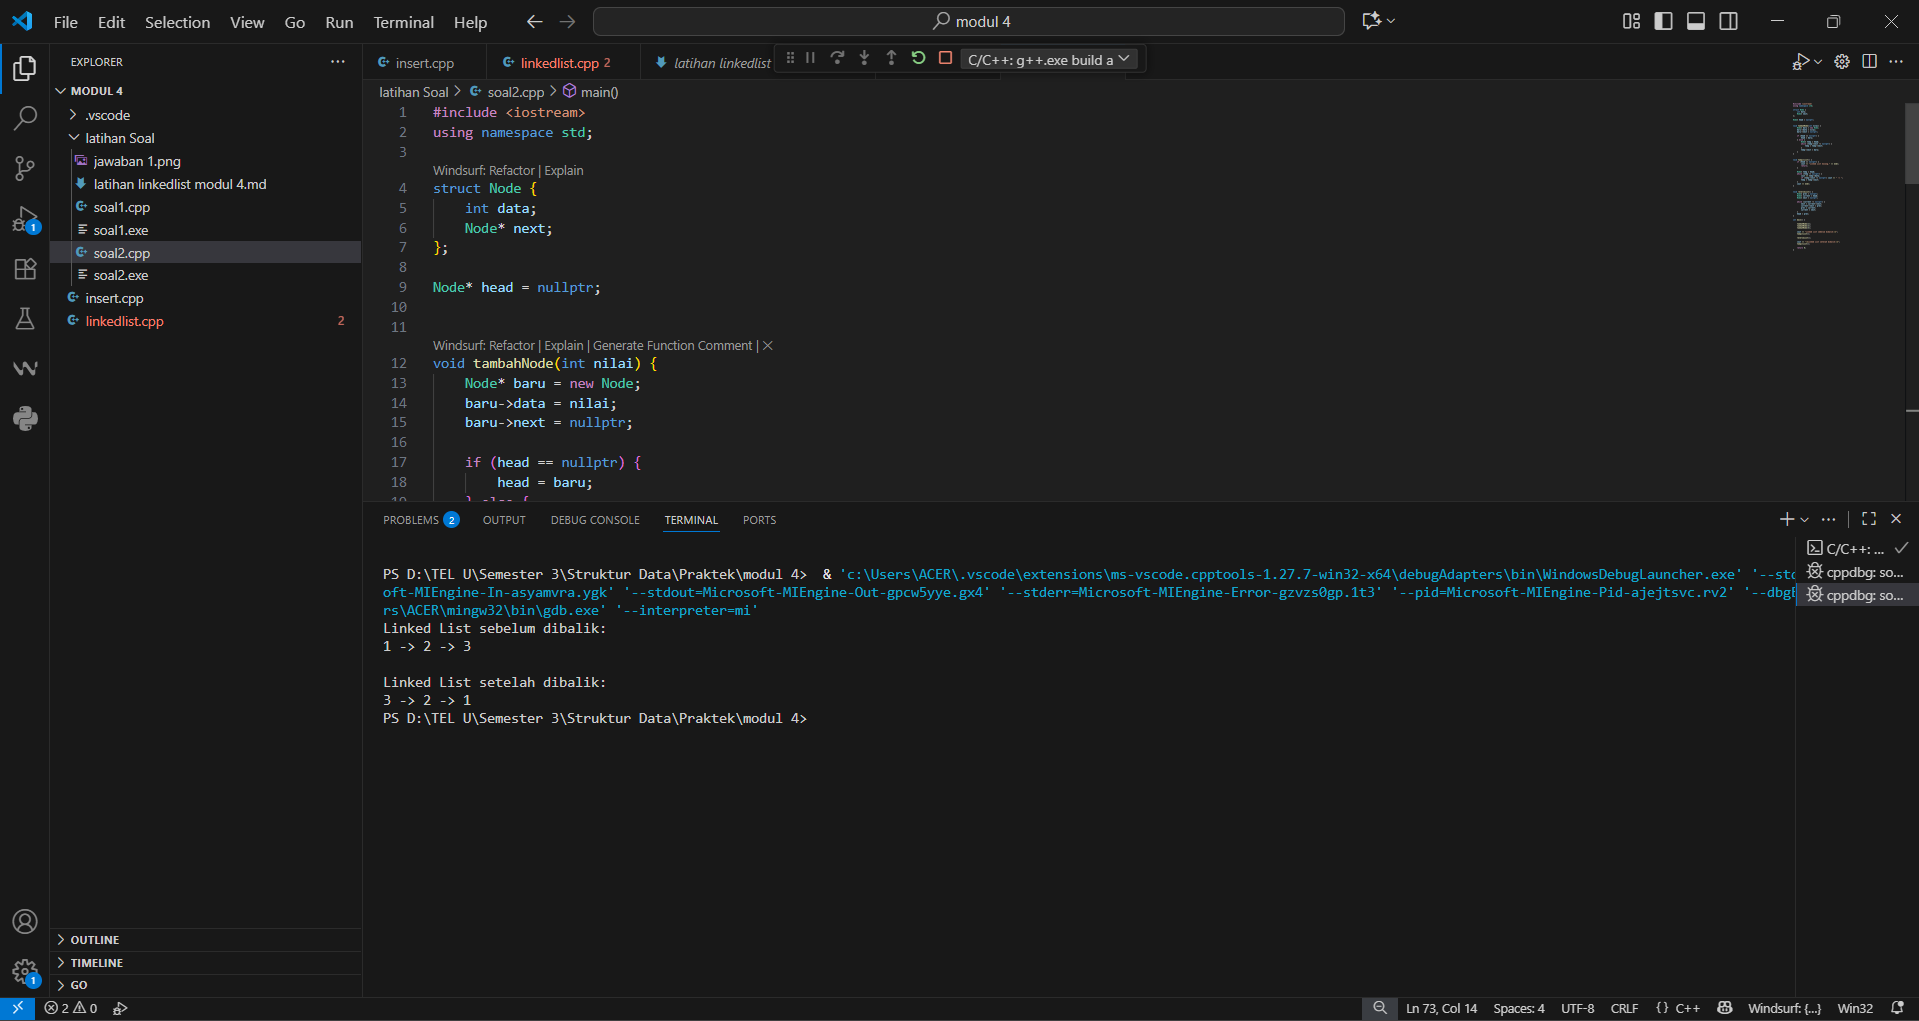 File Edit Selection View Go Run Terminal Help
modul 4
EXPLORER
MODUL 4
.vscode
latihan Soal
jawaban 1.png
latihan linkedlist modul 4.md
soal1.cpp
soal1.exe
soal2.cpp
soal2.exe
insert.cpp
linkedlist.cpp 2
OUTLINE
TIMELINE
GO
insert.cpp
linkedlist.cpp 2
latihan linkedlist
C/C++: g++.exe build a
latihan Soal > soal2.cpp > main()
1 #include <iostream>
2 using namespace std;
3
Windsurf: Refactor | Explain
4 struct Node {
5 int data;
6 Node* next;
7 };
8
9 Node* head = nullptr;
10
11
Windsurf: Refactor | Explain | Generate Function Comment | ×
12 void tambahNode(int nilai) {
13 Node* baru = new Node;
14 baru->data = nilai;
15 baru->next = nullptr;
16
17 if (head == nullptr) {
18 head = baru;
19 } else {
PROBLEMS 2 OUTPUT DEBUG CONSOLE TERMINAL PORTS
PS D:\TEL U\Semester 3\Struktur Data\Praktek\modul 4> & 'c:\Users\ACER\.vscode\extensions\ms-vscode.cpptools-1.27.7-win32-x64\debugAdapters\bin\WindowsDebugLauncher.exe' '--std
oft-MIEngine-In-asyamvra.ygk' '--stdout=Microsoft-MIEngine-Out-gpcw5yye.gx4' '--stderr=Microsoft-MIEngine-Error-gzvzs0gp.1t3' '--pid=Microsoft-MIEngine-Pid-ajejtsvc.rv2' '--dbgE
rs\ACER\mingw32\bin\gdb.exe' '--interpreter=mi'
Linked List sebelum dibalik:
1 -> 2 -> 3
Linked List setelah dibalik:
3 -> 2 -> 1
PS D:\TEL U\Semester 3\Struktur Data\Praktek\modul 4>
C/C++: ...
cppdbg: so...
cppdbg: so...
1
1
2 0
Ln 73, Col 14 Spaces: 4 UTF-8 CRLF {} C++ Windsurf: {...} Win32